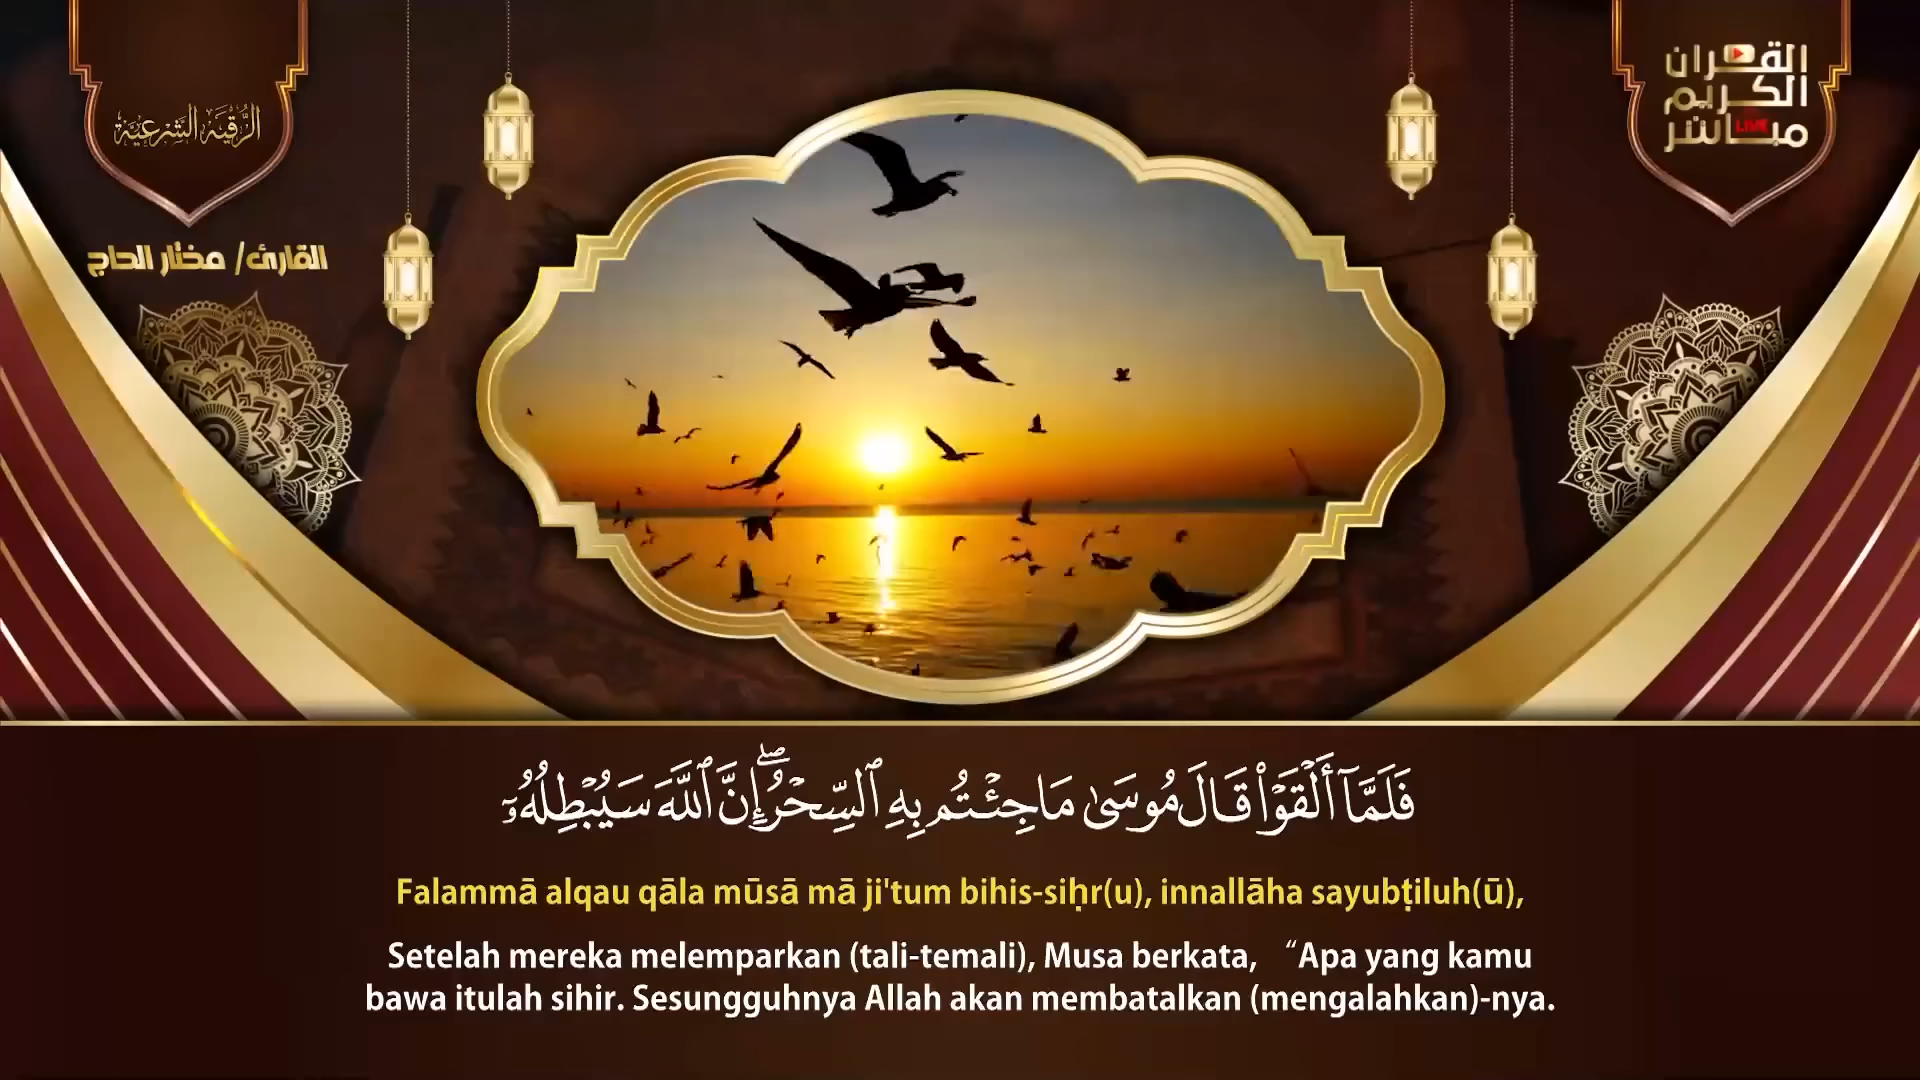 الرُّقْيَةُ الشَّرْعِيَّة
القارئ/ مختار الحاج
القرآن
الكريم
مباشر
LIVE
فَلَمَّآ أَلْقَوْا۟ قَالَ مُوسَىٰ مَا جِئْتُم بِهِ ٱلسِّحْرُ ۖ إِنَّ ٱللَّهَ سَيُبْطِلُهُۥٓ
Falammā alqau qāla mūsā mā ji'tum bihis-siḥr(u), innallāha sayubṭiluh(ū),
Setelah mereka melemparkan (tali-temali), Musa berkata, “Apa yang kamu
bawa itulah sihir. Sesungguhnya Allah akan membatalkan (mengalahkan)-nya.